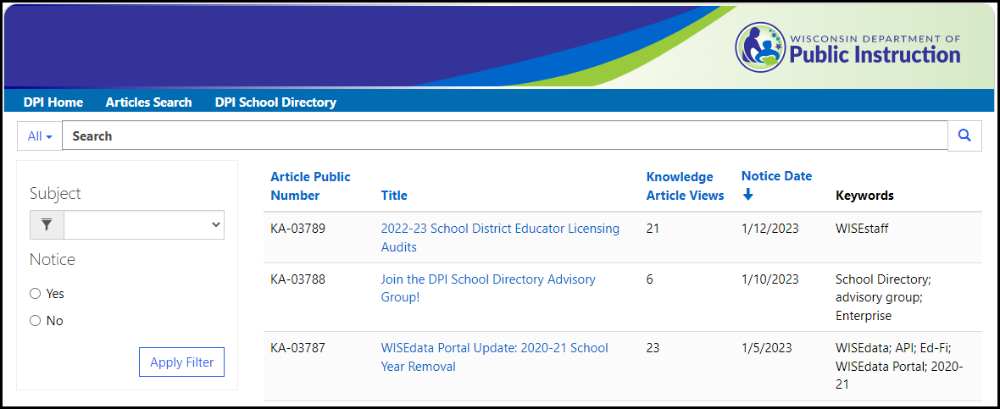 WISCONSIN DEPARTMENT OF
Public Instruction
DPI Home Articles Search DPI School Directory
All Search
Subject
Notice
Yes
No
Apply Filter
Article Public Number Title Knowledge Article Views Notice Date Keywords
KA-03789 2022-23 School District Educator Licensing 21 1/12/2023 WISEstaff
Audits
KA-03788 Join the DPI School Directory Advisory 6 1/10/2023 School Directory;
Group! advisory group;
Enterprise
KA-03787 WISEdata Portal Update: 2020-21 School 23 1/5/2023 WISEdata; API; Ed-Fi;
Year Removal WISEdata Portal; 2020-
21